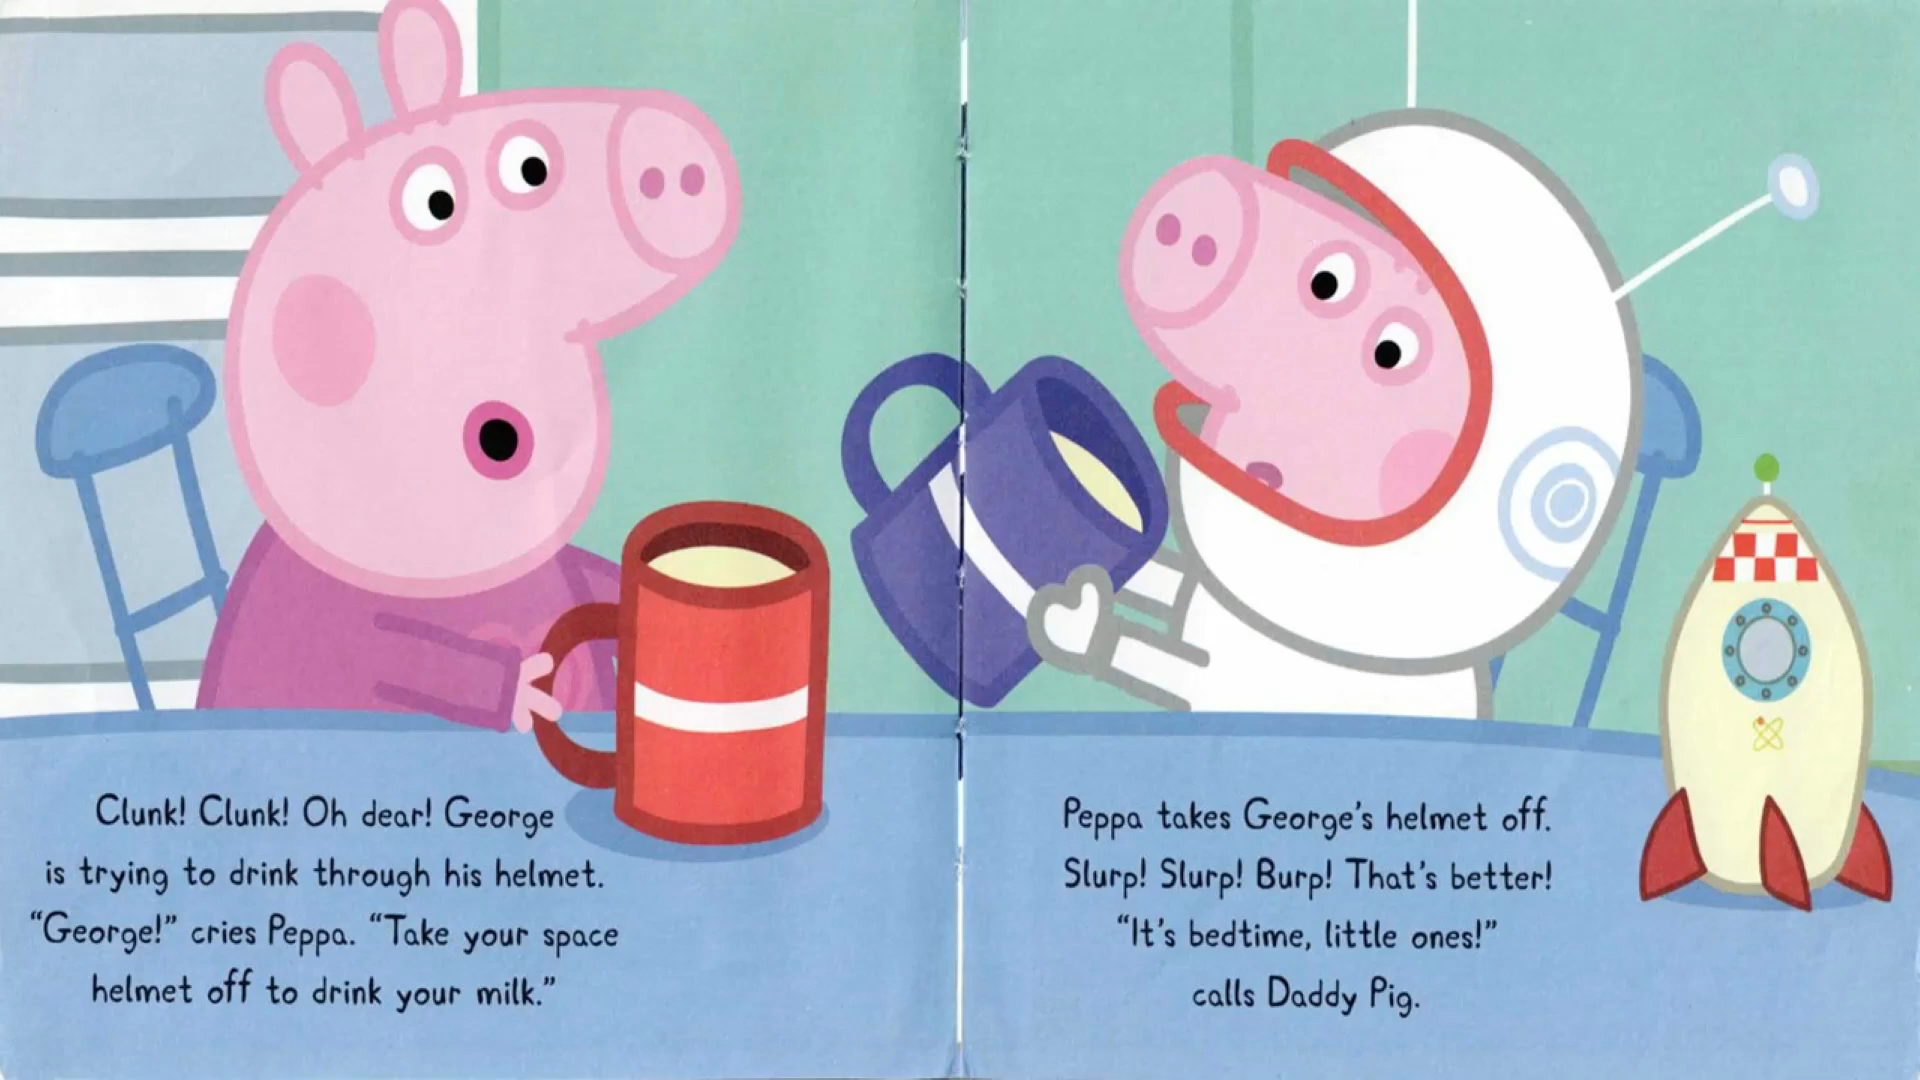 Clunk! Clunk! Oh dear! George
is trying to drink through his helmet.
“George!” cries Peppa. “Take your space
helmet off to drink your milk.”
Peppa takes George’s helmet off.
Slurp! Slurp! Burp! That’s better!
“It’s bedtime, little ones!”
calls Daddy Pig.